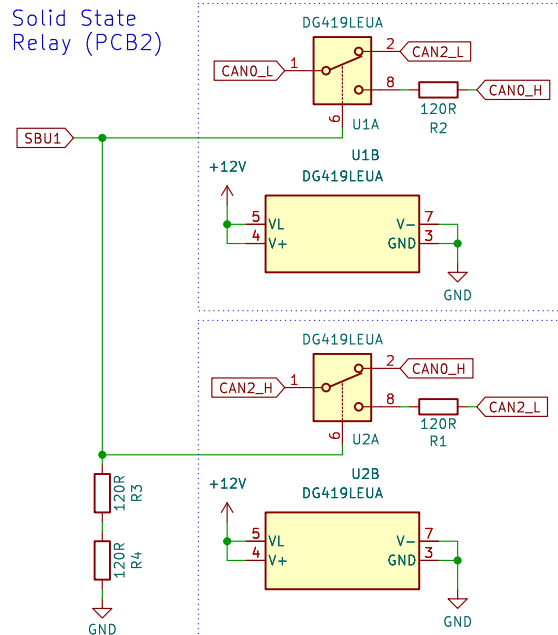 Solid State
Relay (PCB2)
DG419LEUA
CAN0_L
1
2
CAN2_L
8
CAN0_H
120R
R2
6
U1A
SBU1
U1B
+12V
DG419LEUA
5
VL
V-
7
4
V+
GND
3
GND
DG419LEUA
CAN2_H
1
2
CAN0_H
8
CAN2_L
120R
R1
6
U2A
120R
R3
U2B
+12V
DG419LEUA
5
VL
V-
7
4
V+
GND
3
120R
R4
GND
GND